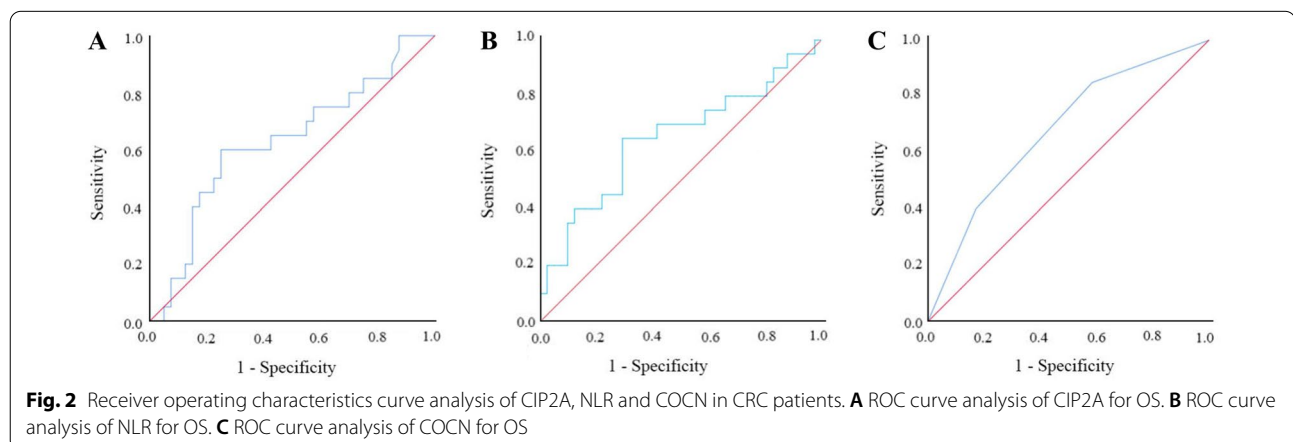 A
1.0
0.8
0.6
0.4
0.2
0.0
Sensitivity
0.0 0.2 0.4 0.6 0.8 1.0
1 - Specificity
B
1.0
0.8
0.6
0.4
0.2
0.0
Sensitivity
0.0 0.2 0.4 0.6 0.8 1.0
1 - Specificity
C
1.0
0.8
0.6
0.4
0.2
0.0
Sensitivity
0.0 0.2 0.4 0.6 0.8 1.0
1 - Specificity
Fig. 2 Receiver operating characteristics curve analysis of CIP2A, NLR and COCN in CRC patients. A ROC curve analysis of CIP2A for OS. B ROC curve
analysis of NLR for OS. C ROC curve analysis of COCN for OS